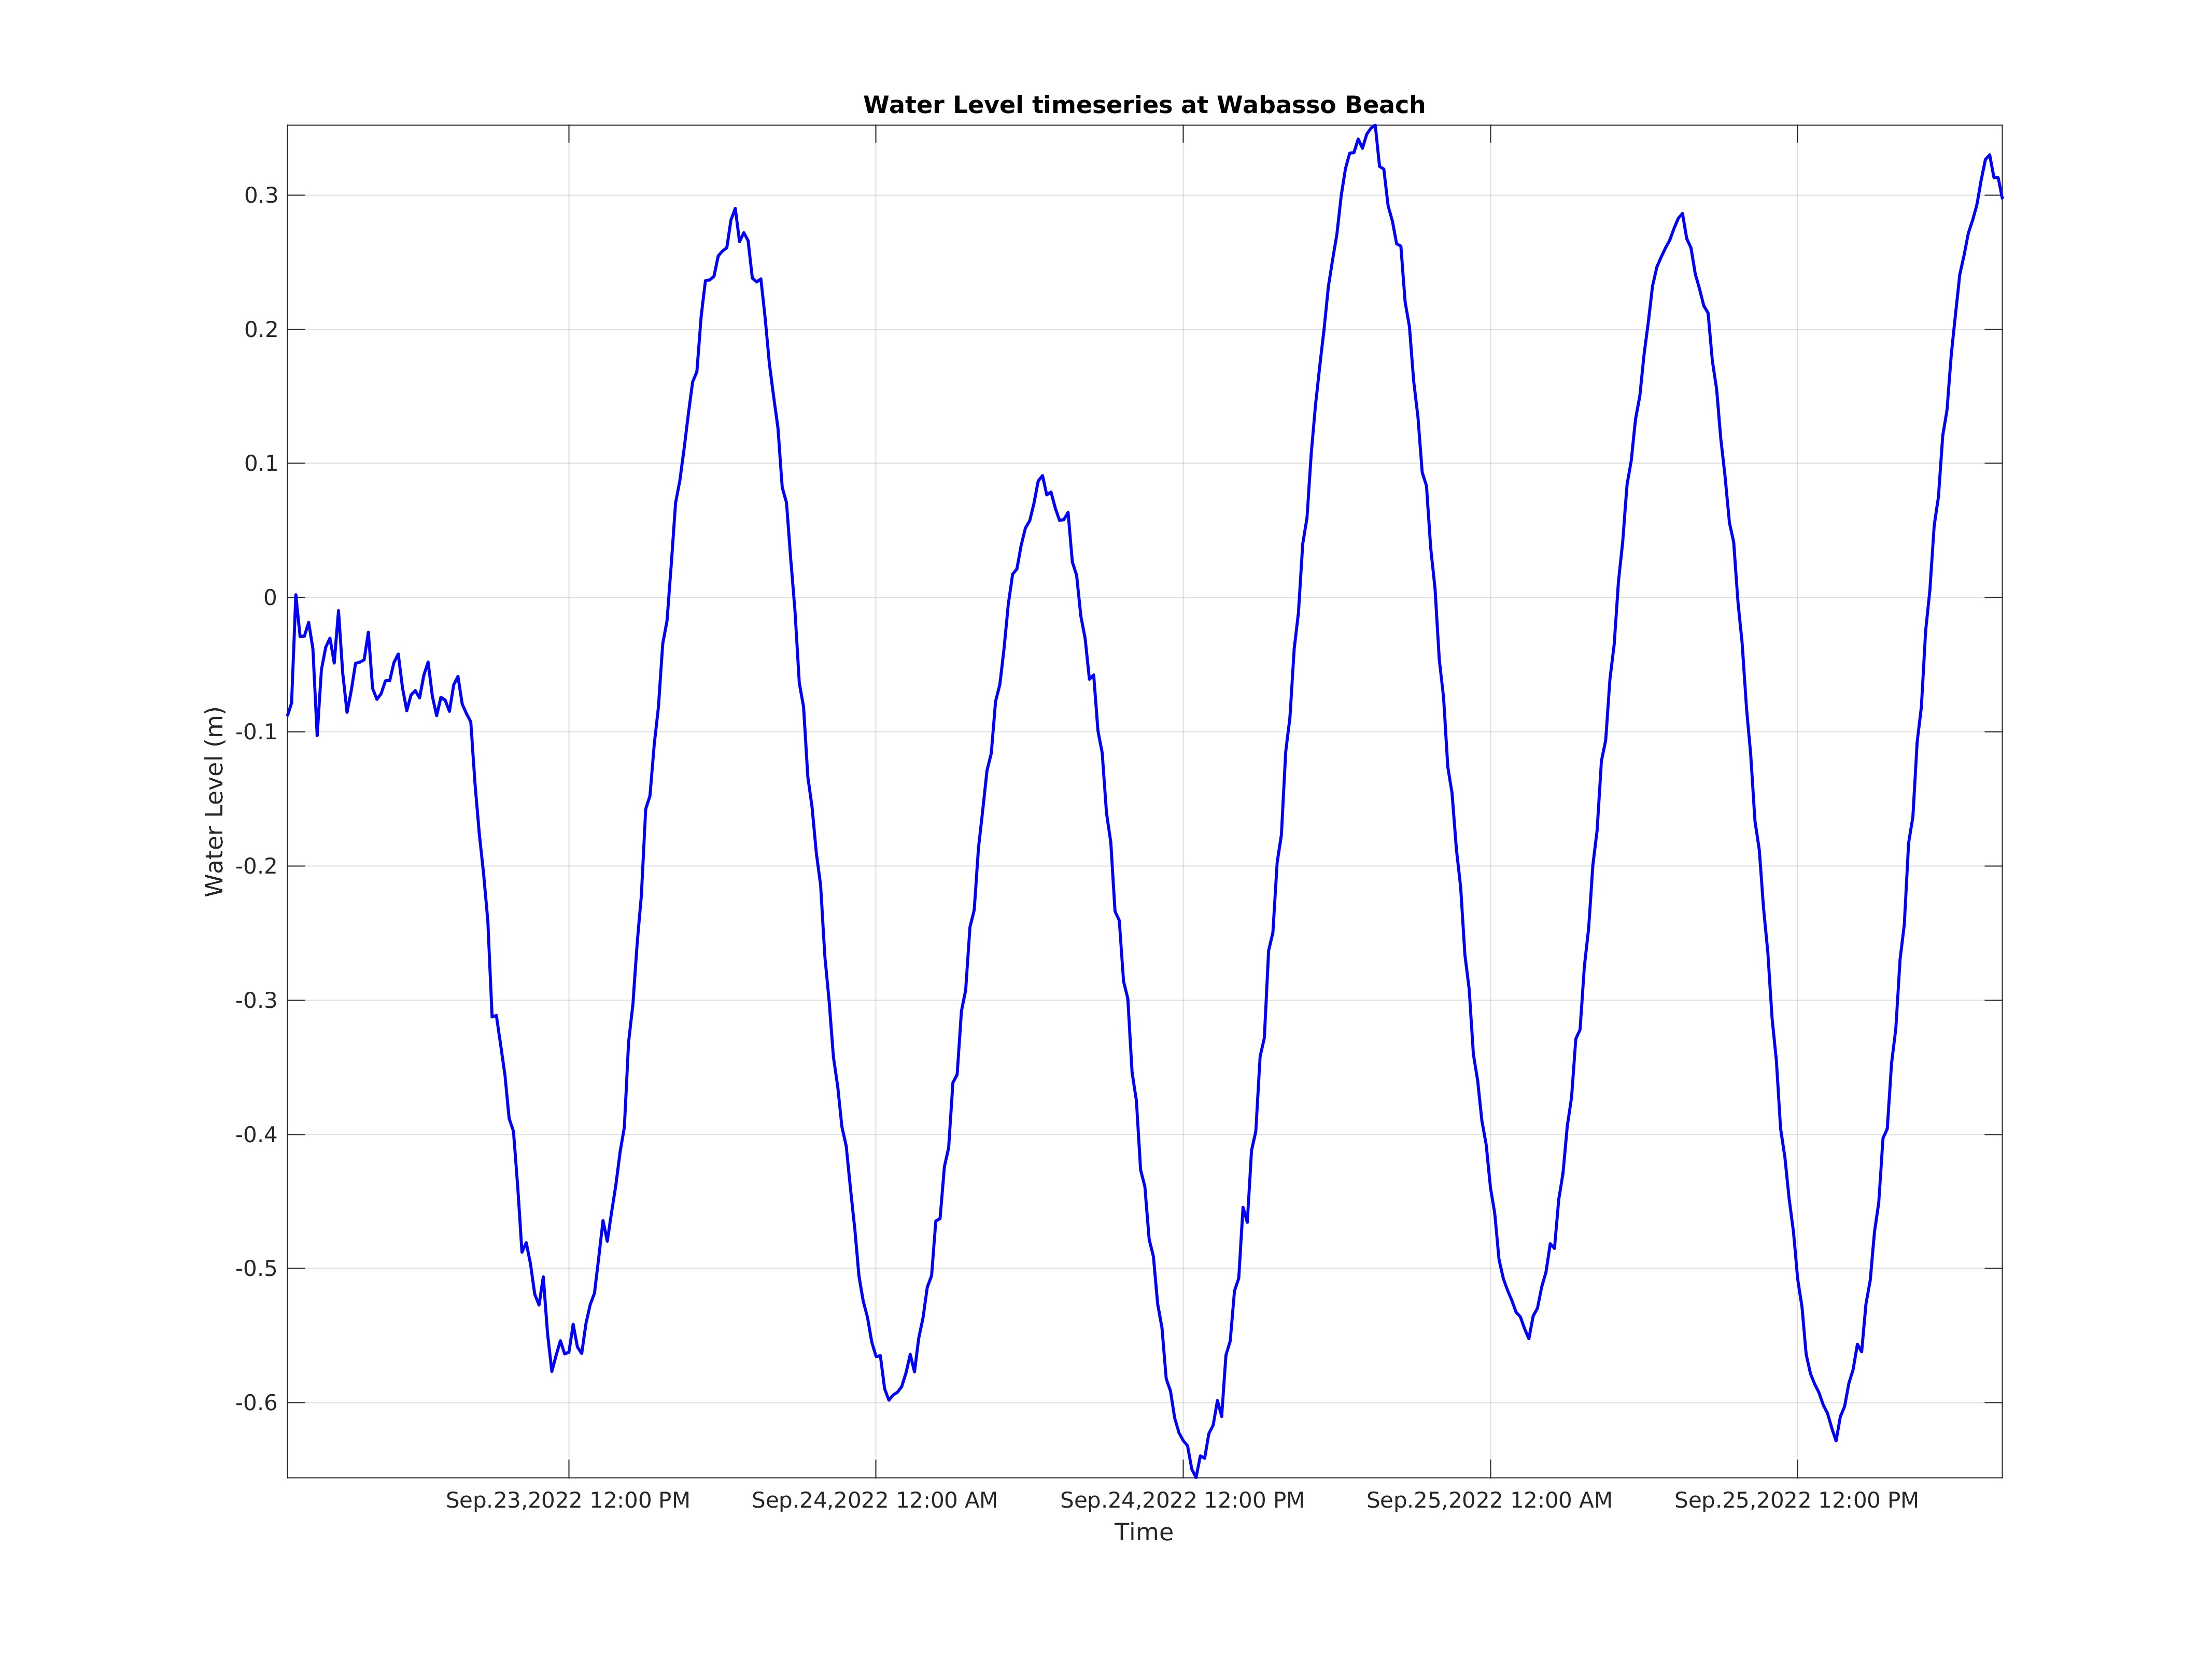 Water Level timeseries at Wabasso Beach
0.3
0.2
0.1
0
-0.1
-0.2
-0.3
-0.4
-0.5
-0.6
Water Level (m)
Sep.23,2022 12:00 PM
Sep.24,2022 12:00 AM
Sep.24,2022 12:00 PM
Sep.25,2022 12:00 AM
Sep.25,2022 12:00 PM
Time